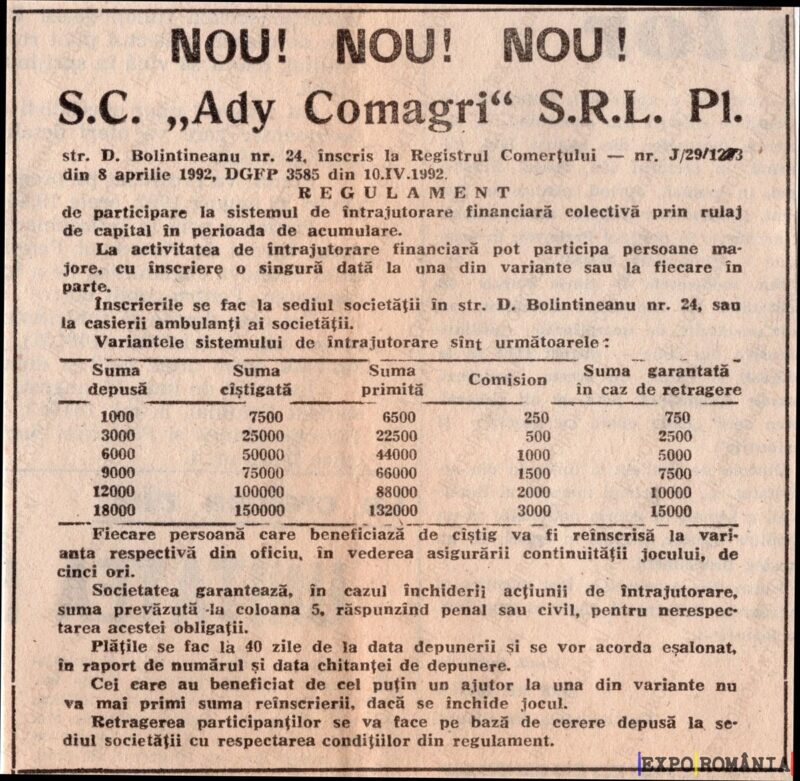 NOU! NOU! NOU!
S.C. „Ady Comagri“ S.R.L. Pl.
str. D. Bolintineanu nr. 24, înscris la Registrul Comerțului — nr.
din 8 aprilie 1992, DGFP 3585 din 10.IV.1992.
REGULAMENT
de participare la sistemul de întrajutorare financiară colectivă prin rulaj
de capital în perioada de acumulare.
La activitatea de întrajutorare financiară pot participa persoane ma-
jore, cu înscriere o singură dată la una din variante sau la fiecare în
parte.
Înscrierile se fac la sediul societății în str. D. Bolintineanu nr. 24, sau
la casierii ambulanți ai societății.
Variantele sistemului de întrajutorare sînt următoarele :
Suma depusă Suma cîștigată Suma primită Comision Suma garantată în caz de retragere
1000 7500 6500 250 750
3000 25000 22500 500 2500
6000 50000 44000 1000 5000
9000 75000 66000 1500 7500
12000 100000 88000 2000 10000
18000 150000 132000 3000 15000
Fiecare persoană care beneficiază de cîștig va fi reînscrisă la vari-
anta respectivă din oficiu, în vederea asigurării continuității jocului, de
cinci ori.
Societatea garantează, în cazul închiderii acțiunii de întrajutorare,
suma prevăzută la coloana 5, răspunzînd penal sau civil, pentru nerespec-
tarea acestei obligații.
Plățile se fac la 40 zile de la data depunerii și se vor acorda eșalonat,
în raport de numărul și data chitanței de depunere.
Cei care au beneficiat de cel puțin un ajutor la una din variante nu
va mai primi suma reînscrierii, dacă se închide jocul.
Retragerea participanților se va face pe bază de cerere depusă la se-
diul societății cu respectarea condițiilor din regulament.
EXPO ROMÂNIA